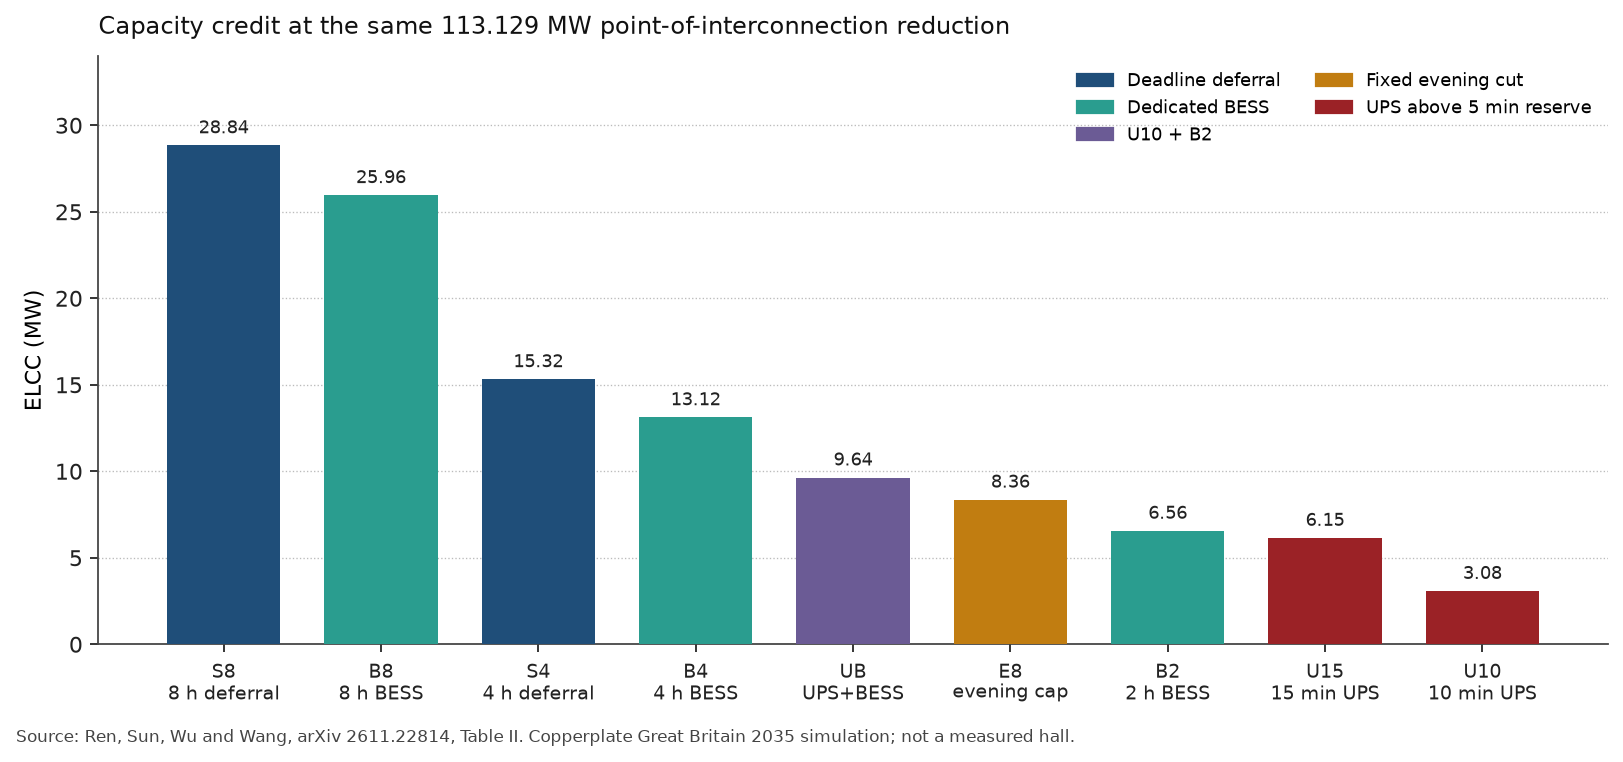 Capacity credit at the same 113.129 MW point-of-interconnection reduction
Deadline deferral
Dedicated BESS
U10 + B2
Fixed evening cut
UPS above 5 min reserve
ELCC (MW)
30
25
20
15
10
5
0
28.84
25.96
15.32
13.12
9.64
8.36
6.56
6.15
3.08
S8
8 h deferral
B8
8 h BESS
S4
4 h deferral
B4
4 h BESS
UB
UPS+BESS
E8
evening cap
B2
2 h BESS
U15
15 min UPS
U10
10 min UPS
Source: Ren, Sun, Wu and Wang, arXiv 2611.22814, Table II. Copperplate Great Britain 2035 simulation; not a measured hall.